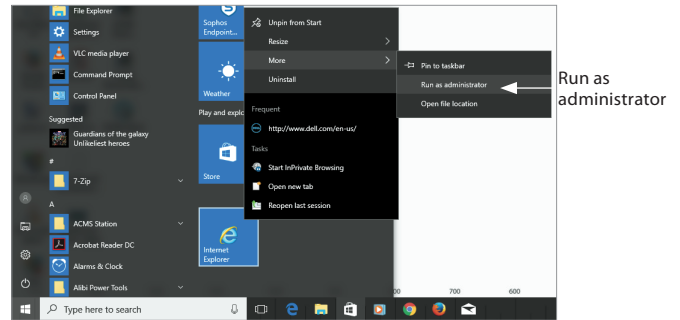 File Explorer
Settings
VLC media player
Command Prompt
Control Panel
Suggested
Guardians of the galaxy
Unlikeliest heroes
#
7-Zip
A
ACMS Station
Acrobat Reader DC
Alarms & Clock
Alibi Power Tools
Type here to search
Sophos
Endpoint...
Weather
Play and explo
Store
Internet
Explorer
Unpin from Start
Resize
More
Uninstall
Frequent
http://www.dell.com/en-us/
Tasks
Start InPrivate Browsing
Open new tab
Reopen last session
Pin to taskbar
Run as administrator
Open file location
Run as
administrator
00 700 600